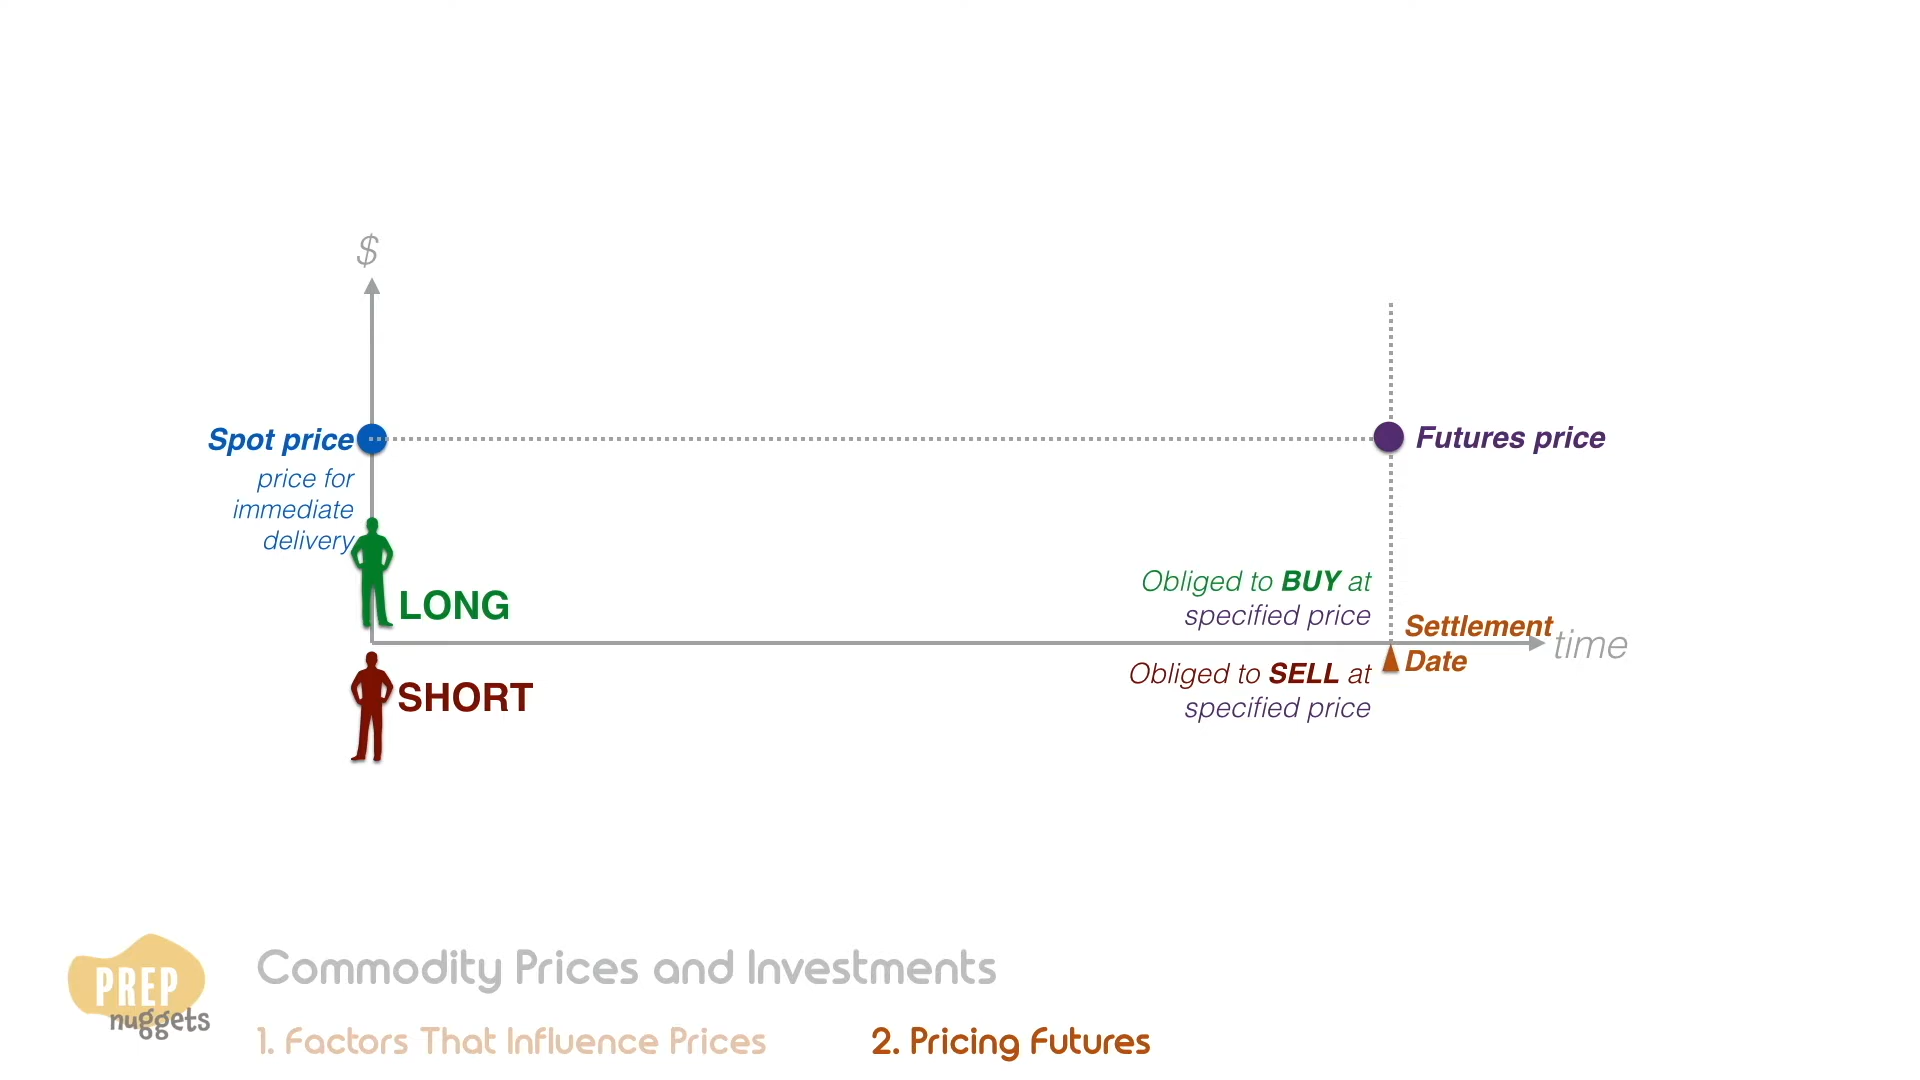 $
Spot price
price for
immediate
delivery
Futures price
LONG
Obliged to BUY at
specified price
Settlement
Date
time
SHORT
Obliged to SELL at
specified price
PREP
nuggets
Commodity Prices and Investments
1. Factors That Influence Prices
2. Pricing Futures